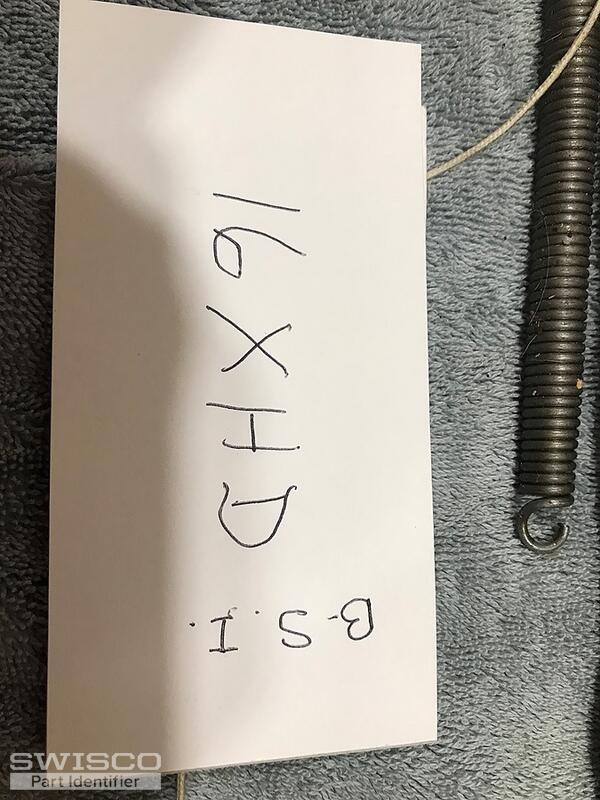 16XHD
B.S.I.
SWISCO
Part Identifier